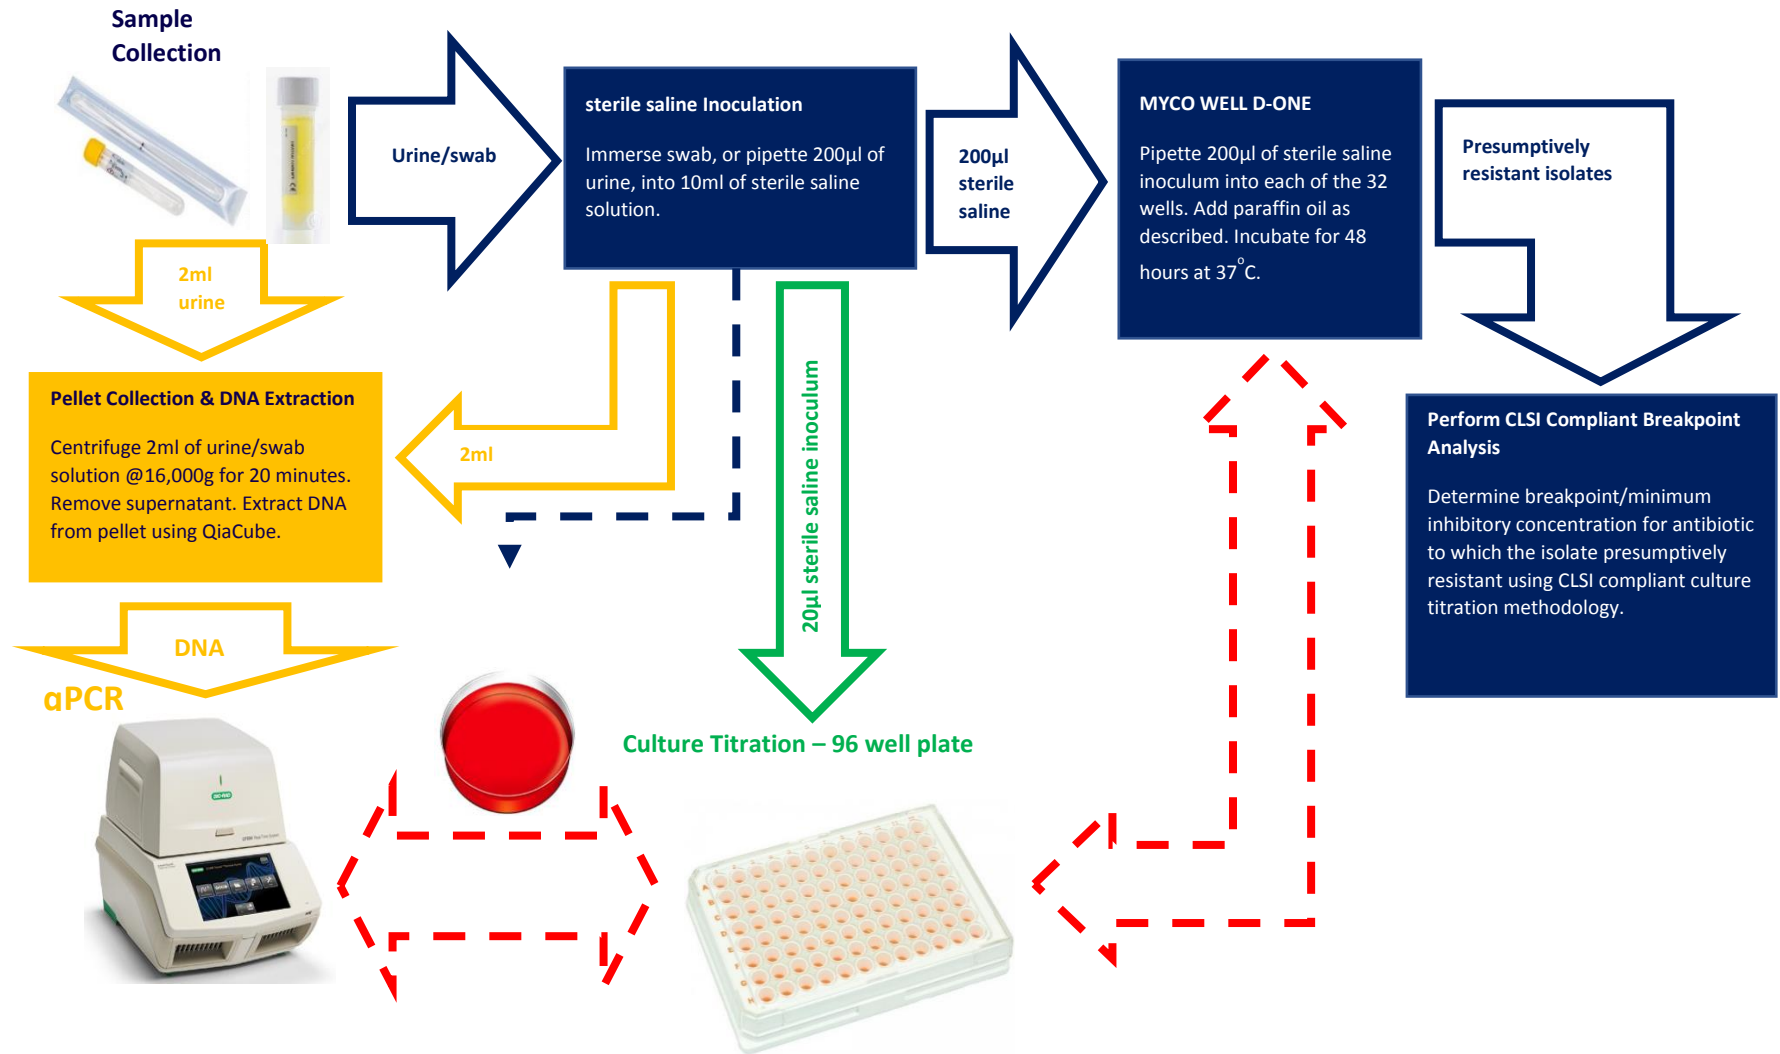 Sample
Collection
Urine/swab
sterile saline Inoculation
Immerse swab, or pipette 200µl of
urine, into 10ml of sterile saline
solution.
200µl
sterile
saline
MYCO WELL D-ONE
Pipette 200µl of sterile saline
inoculum into each of the 32
wells. Add paraffin oil as
described. Incubate for 48
hours at 37°C.
Presumptively
resistant isolates
Perform CLSI Compliant Breakpoint
Analysis
Determine breakpoint/minimum
inhibitory concentration for antibiotic
to which the isolate presumptively
resistant using CLSI compliant culture
titration methodology.
2ml
urine
Pellet Collection & DNA Extraction
Centrifuge 2ml of urine/swab
solution @16,000g for 20 minutes.
Remove supernatant. Extract DNA
from pellet using QiaCube.
2ml
20µl sterile saline inoculum
DNA
qPCR
Culture Titration – 96 well plate
BIO-RAD